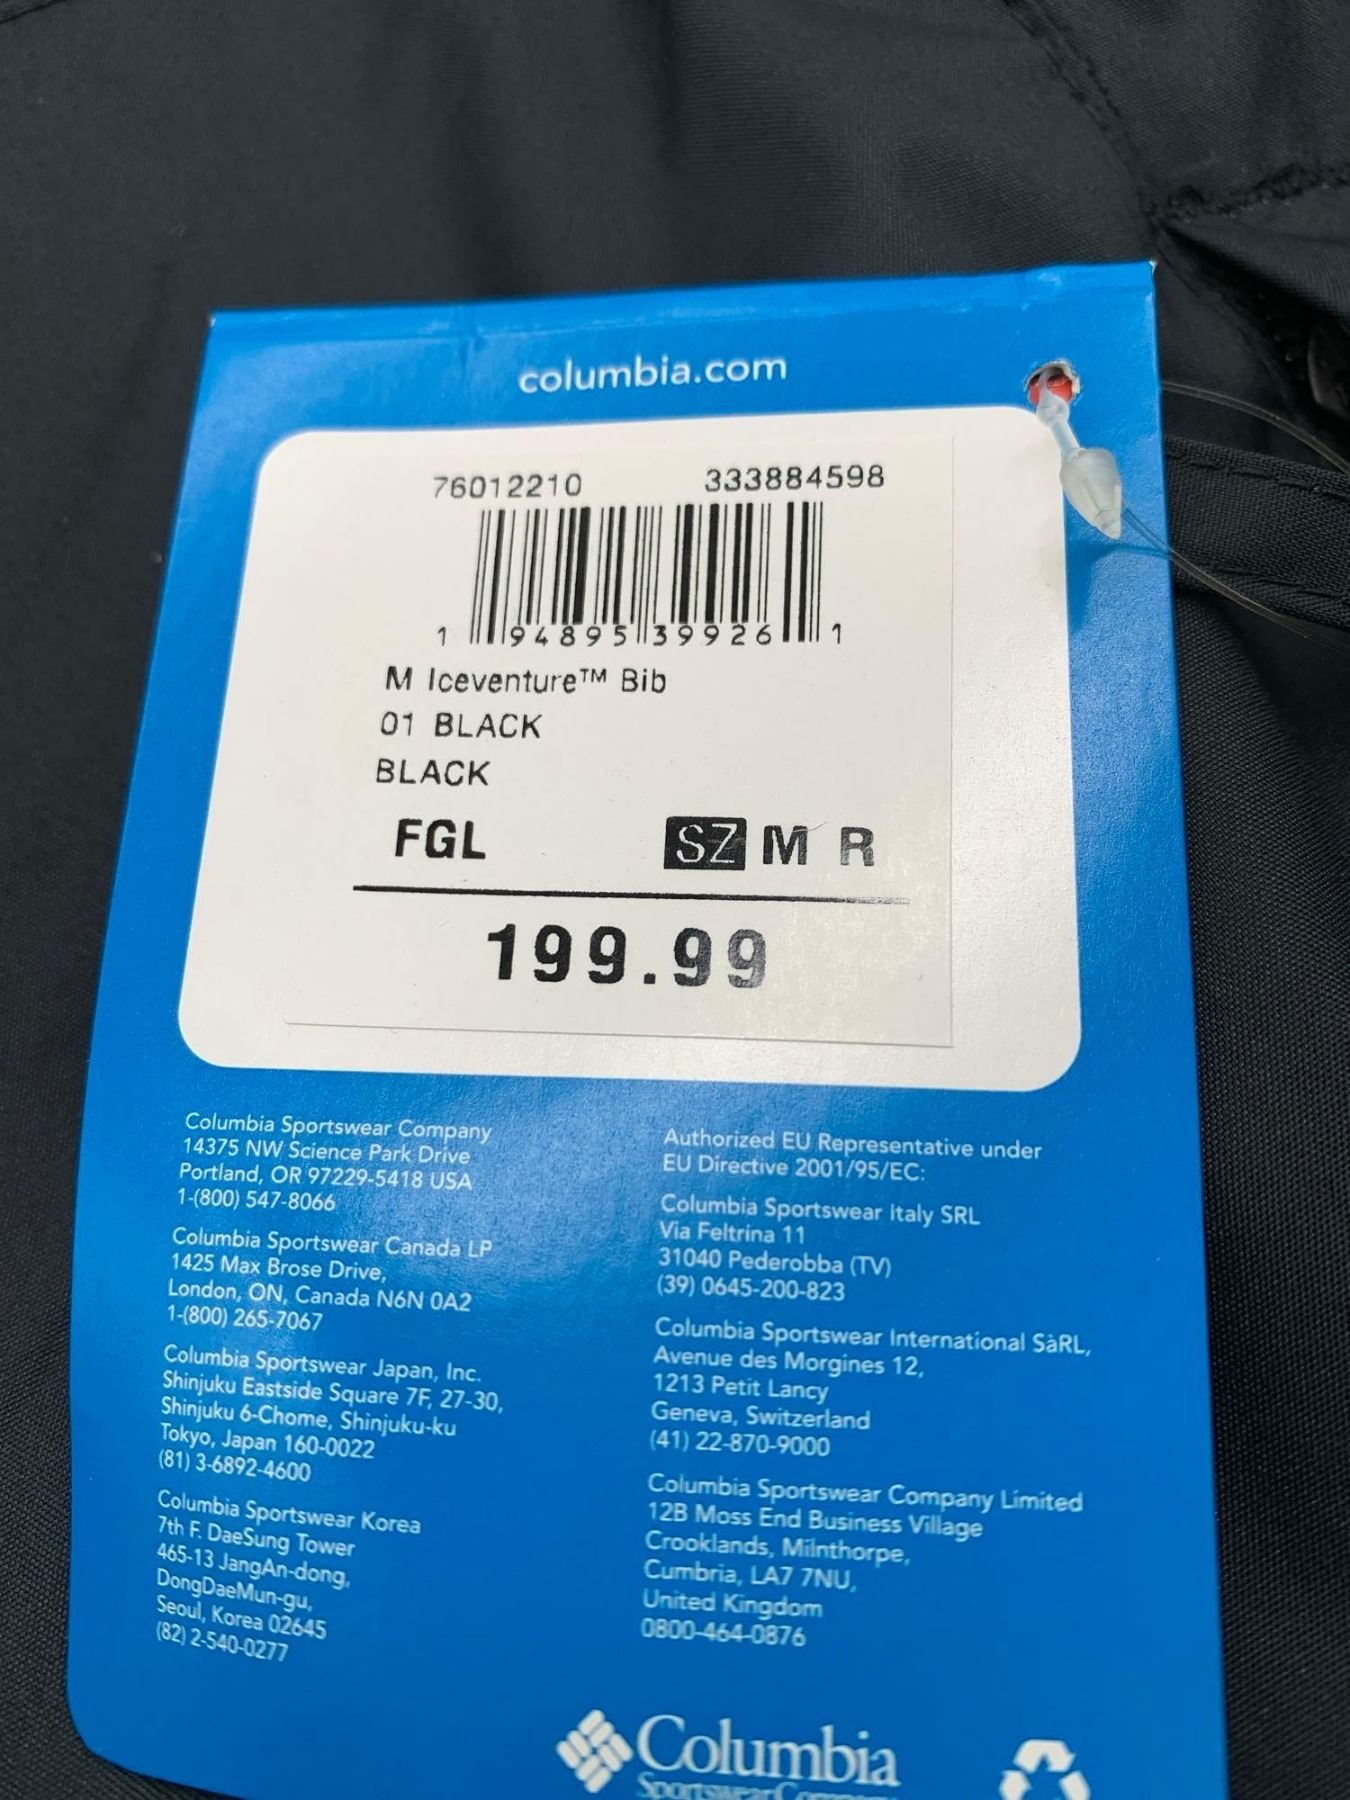 columbia.com
76012210 333884598
1 94895 39926 1
M Iceventure™ Bib
01 BLACK
BLACK
FGL SZ M R
199.99
Columbia Sportswear Company
14375 NW Science Park Drive
Portland, OR 97229-5418 USA
1-(800) 547-8066
Columbia Sportswear Canada LP
1425 Max Brose Drive,
London, ON, Canada N6N 0A2
1-(800) 265-7067
Columbia Sportswear Japan, Inc.
Shinjuku Eastside Square 7F, 27-30,
Shinjuku 6-Chome, Shinjuku-ku
Tokyo, Japan 160-0022
(81) 3-6892-4600
Columbia Sportswear Korea
7th F. DaeSung Tower
465-13 JangAn-dong,
DongDaeMun-gu,
Seoul, Korea 02645
(82) 2-540-0277
Authorized EU Representative under
EU Directive 2001/95/EC:
Columbia Sportswear Italy SRL
Via Feltrina 11
31040 Pederobba (TV)
(39) 0645-200-823
Columbia Sportswear International SàRL,
Avenue des Morgines 12,
1213 Petit Lancy
Geneva, Switzerland
(41) 22-870-9000
Columbia Sportswear Company Limited
12B Moss End Business Village
Crooklands, Milnthorpe,
Cumbria, LA7 7NU,
United Kingdom
0800-464-0876
Columbia
Sportswear Company